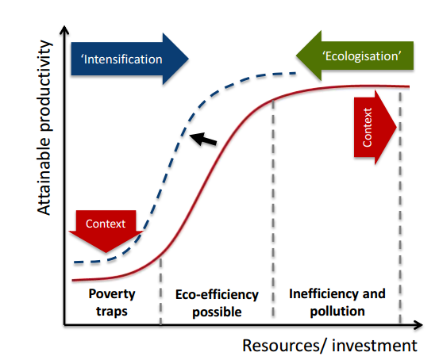 'Intensification
'Ecologisation'
Attainable productivity
Context
Context
Poverty
traps
Eco-efficiency
possible
Inefficiency and
pollution
Resources/ investment